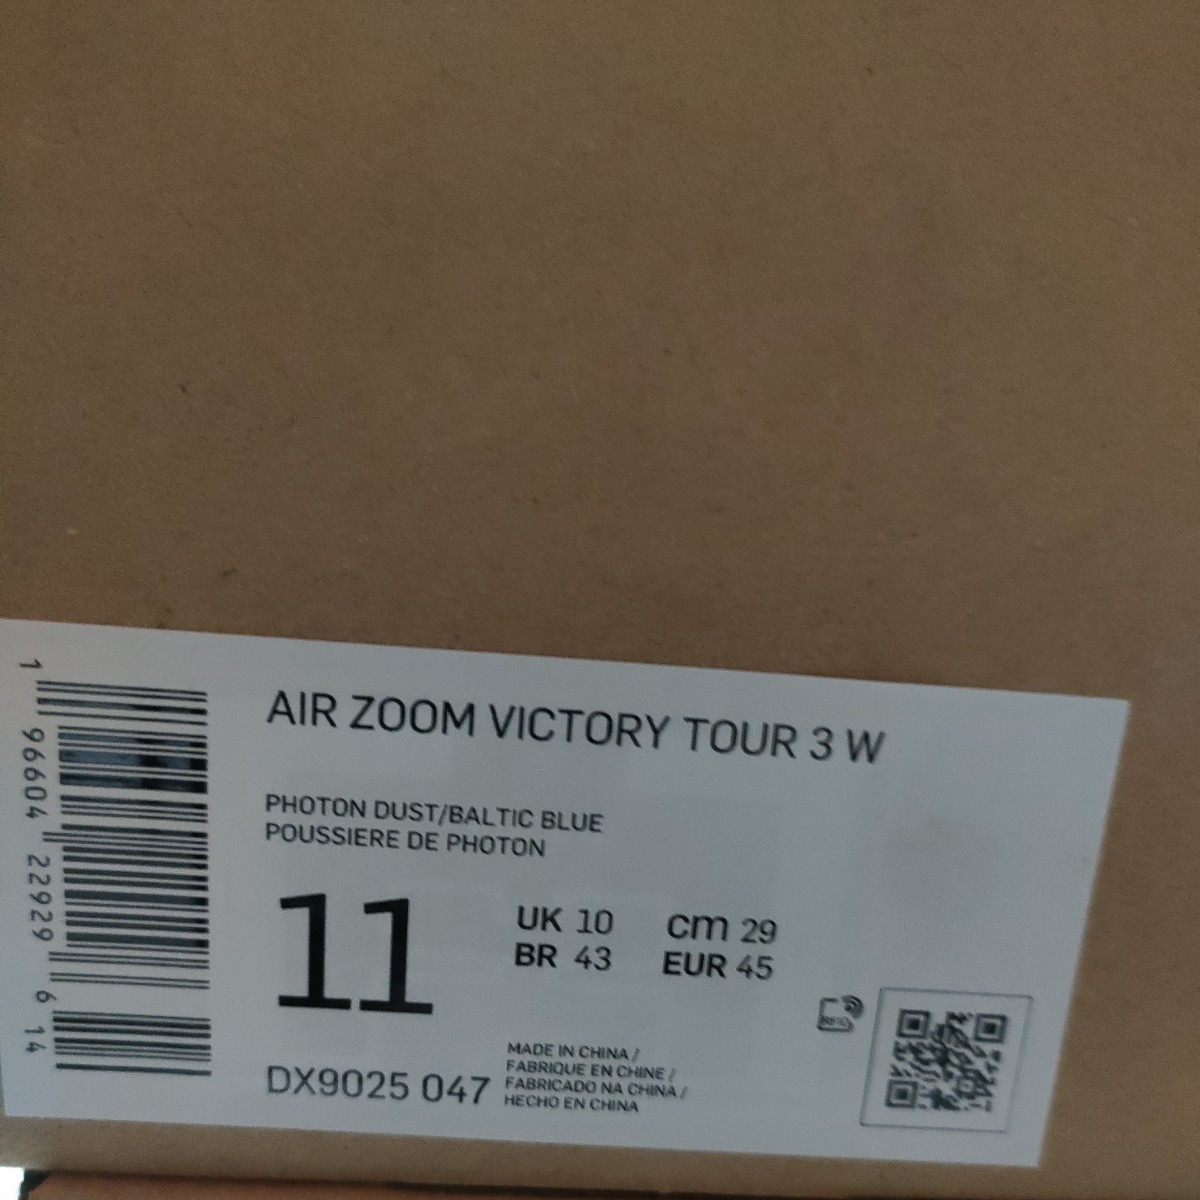 AIR ZOOM VICTORY TOUR 3 W
PHOTON DUST/BALTIC BLUE
POUSSIERE DE PHOTON
11
UK 10 cm 29
BR 43 EUR 45
DX9025 047
MADE IN CHINA /
FABRIQUE EN CHINE /
FABRICADO NA CHINA /
HECHO EN CHINA
RFID
1 96604 22929 6 14